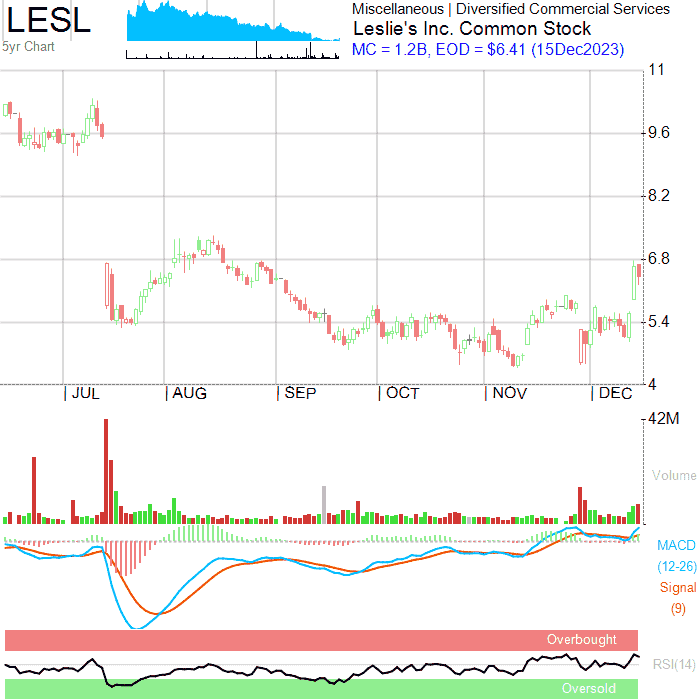 LESL
5yr Chart
Miscellaneous | Diversified Commercial Services
Leslie's Inc. Common Stock
MC = 1.2B, EOD = $6.41 (15Dec2023)
11
9.6
8.2
6.8
5.4
4
JUL AUG SEP OCT NOV DEC
42M
Volume
MACD
(12-26)
Signal
(9)
Overbought
RSI(14)
Oversold